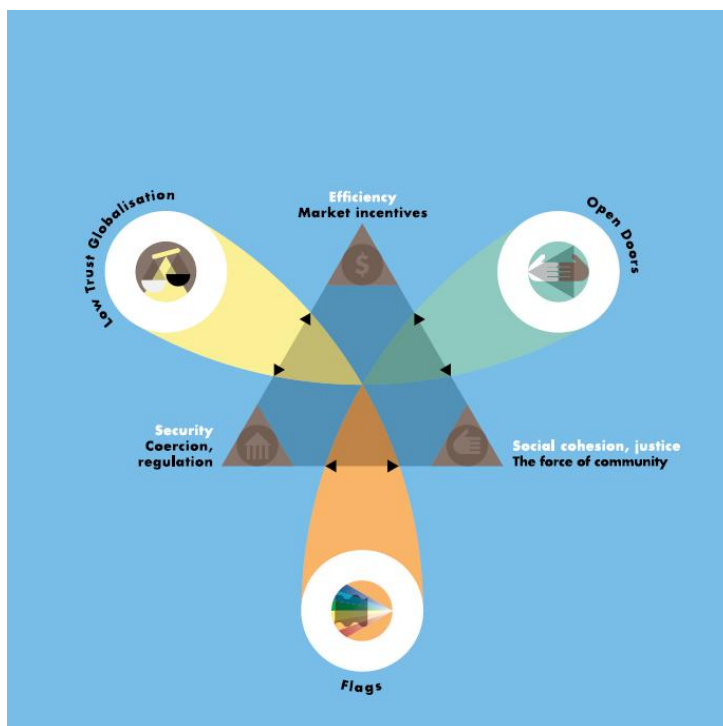 Low Trust Globalisation
Efficiency
Market incentives
Open Doors
$
Security
Coercion,
regulation
Social cohesion, justice
The force of community
Flags